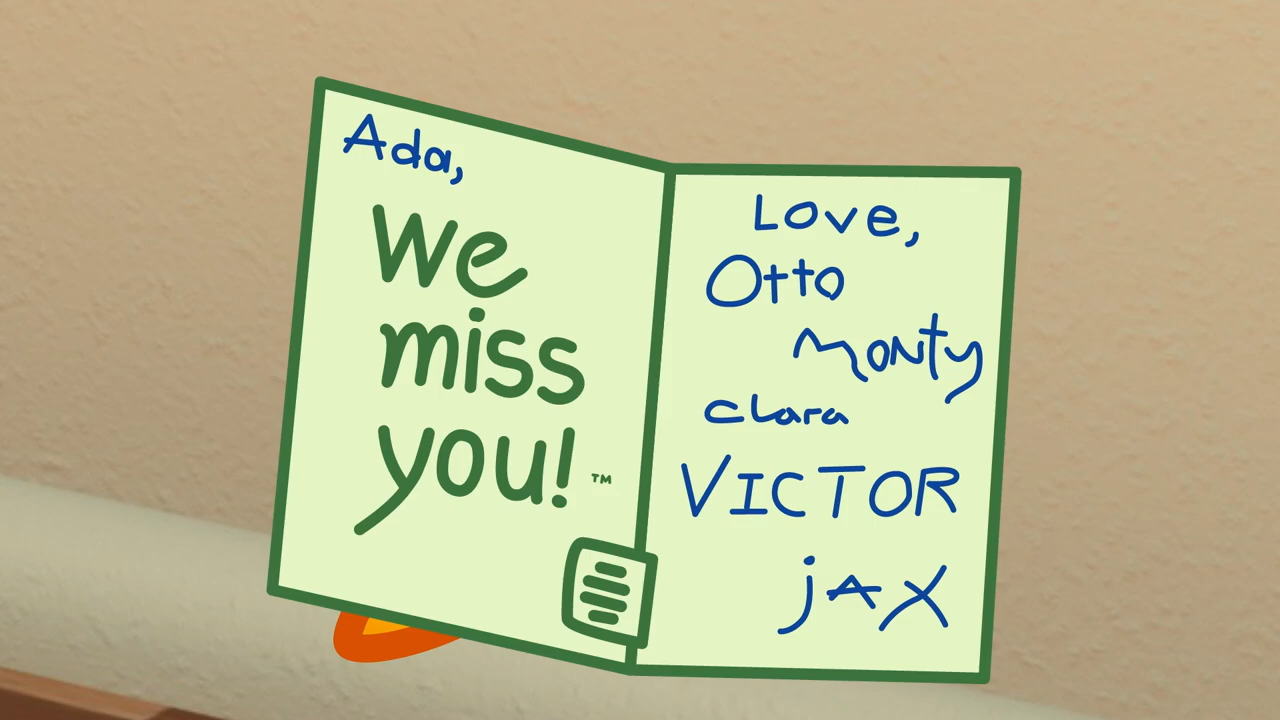 Ada,
We
miss
you!™
Love,
Otto
Monty
Clara
VICTOR
jAX